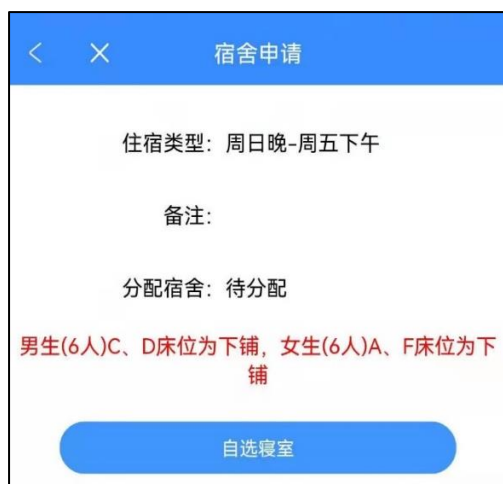 宿舍申请
住宿类型：周日晚-周五下午
备注：
分配宿舍：待分配
男生(6人)C、D床位为下铺，女生(6人)A、F床位为下
铺
自选寝室